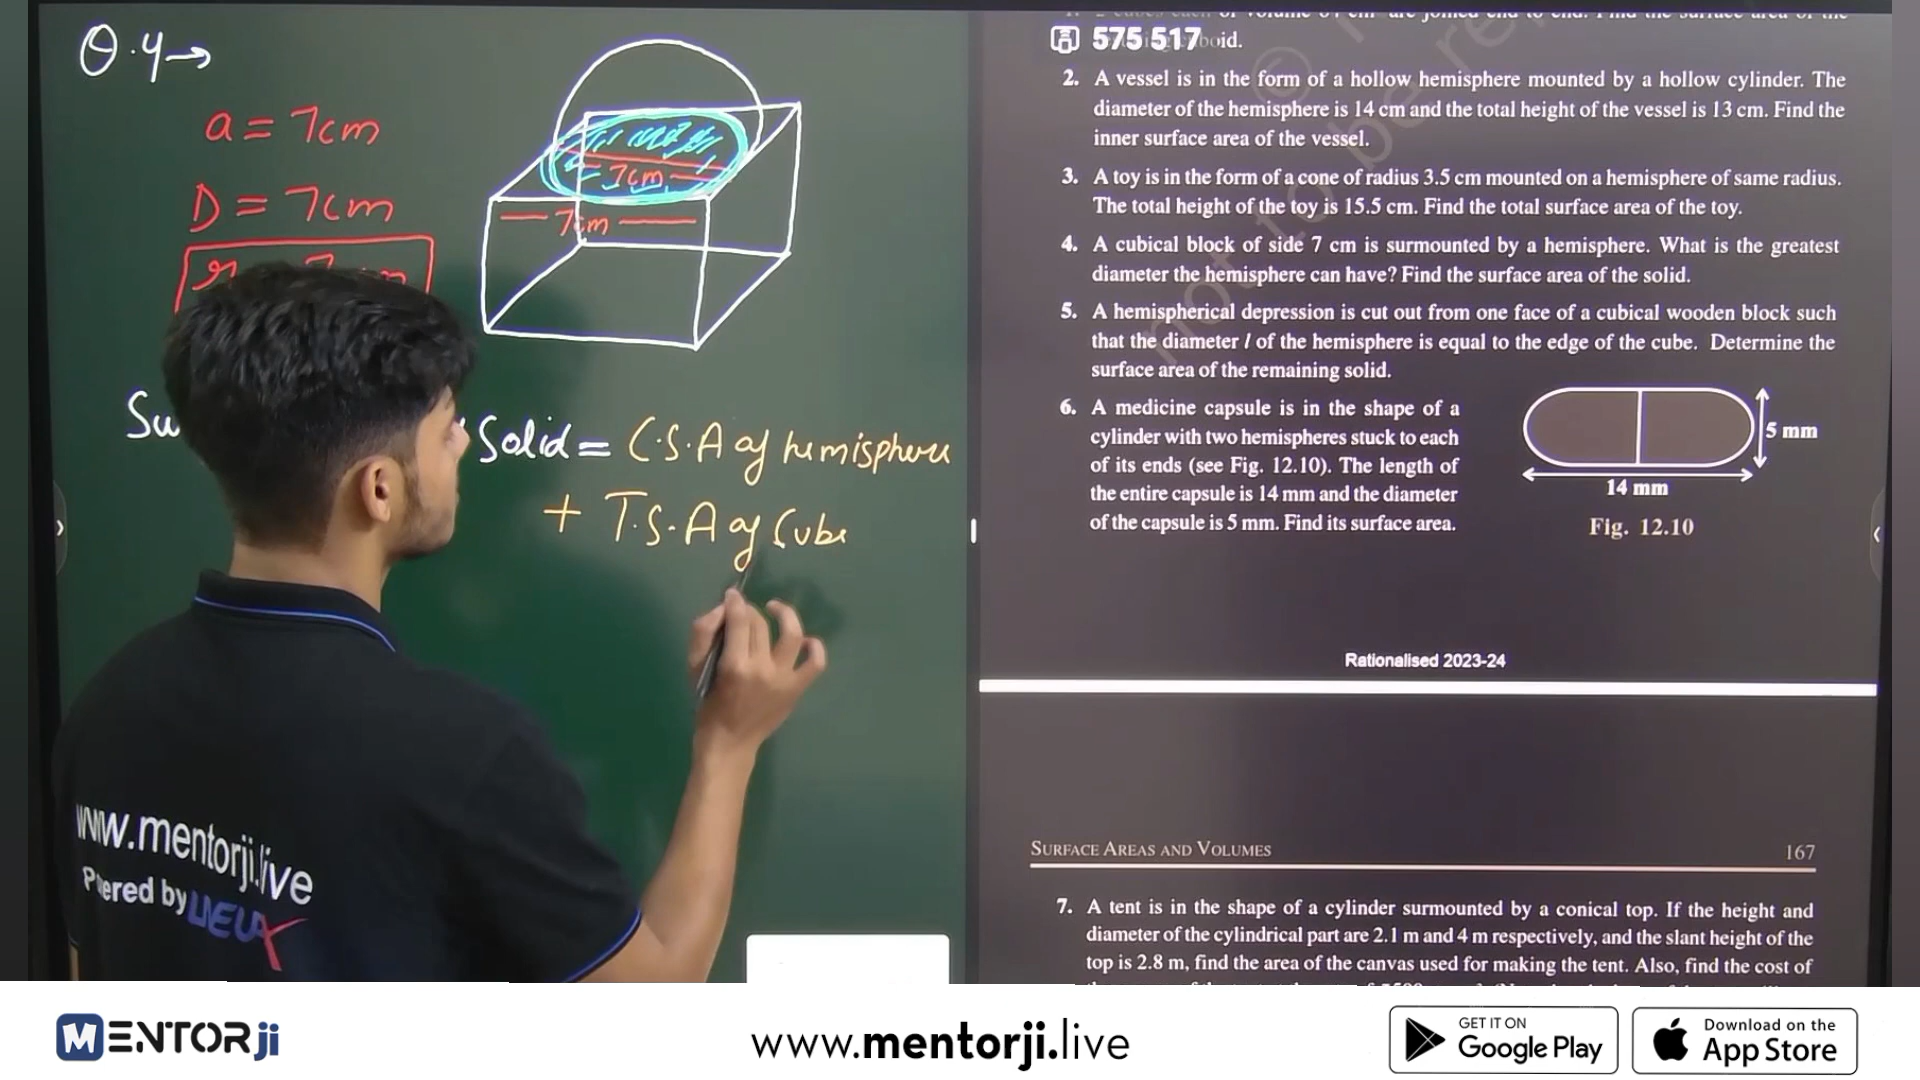 Q.4→
a = 7cm
D = 7cm
7cm
7cm
Solid = C.S.A of hemisphere
+ T.S.A of Cube
www.mentorji.live
Powered by
575 517
oid.
2. A vessel is in the form of a hollow hemisphere mounted by a hollow cylinder. The
diameter of the hemisphere is 14 cm and the total height of the vessel is 13 cm. Find the
inner surface area of the vessel.
3. A toy is in the form of a cone of radius 3.5 cm mounted on a hemisphere of same radius.
The total height of the toy is 15.5 cm. Find the total surface area of the toy.
4. A cubical block of side 7 cm is surmounted by a hemisphere. What is the greatest
diameter the hemisphere can have? Find the surface area of the solid.
5. A hemispherical depression is cut out from one face of a cubical wooden block such
that the diameter l of the hemisphere is equal to the edge of the cube. Determine the
surface area of the remaining solid.
6. A medicine capsule is in the shape of a
cylinder with two hemispheres stuck to each
of its ends (see Fig. 12.10). The length of
the entire capsule is 14 mm and the diameter
of the capsule is 5 mm. Find its surface area.
5 mm
14 mm
Fig. 12.10
Rationalised 2023-24
SURFACE AREAS AND VOLUMES 167
7. A tent is in the shape of a cylinder surmounted by a conical top. If the height and
diameter of the cylindrical part are 2.1 m and 4 m respectively, and the slant height of the
top is 2.8 m, find the area of the canvas used for making the tent. Also, find the cost of
MENTORji
www.mentorji.live
GET IT ON
Google Play
Download on the
App Store